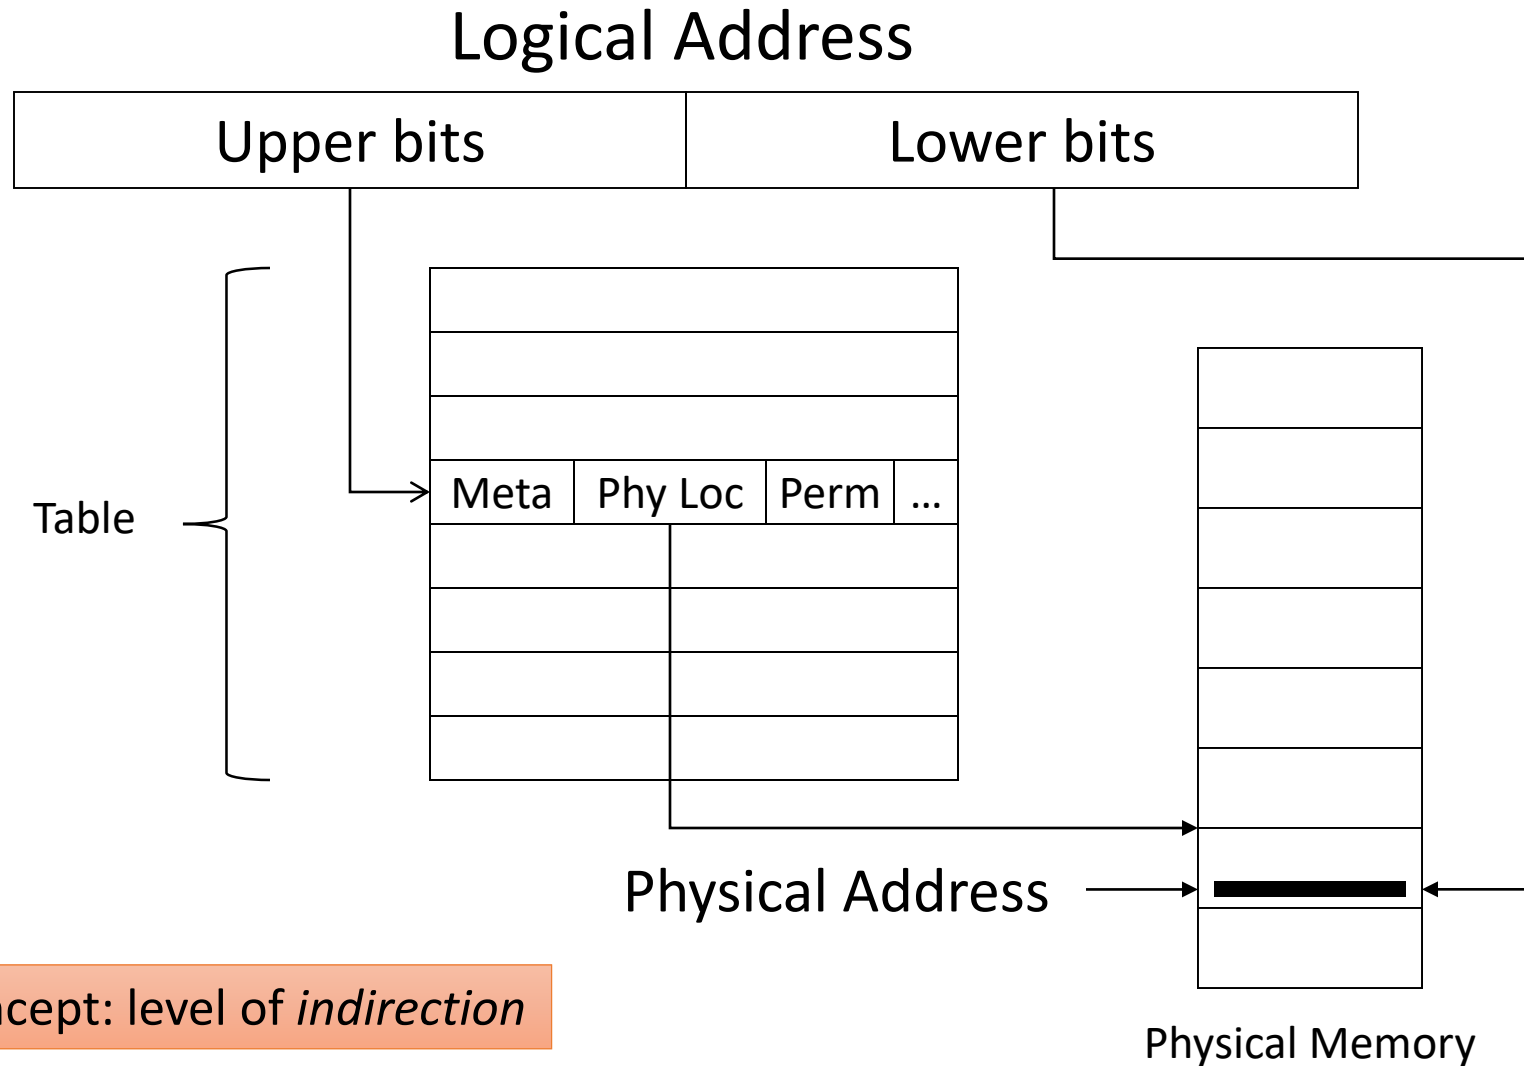 Logical Address
Upper bits
Lower bits
Meta
Phy Loc
Perm
...
Table
Physical Address
cept: level of indirection
Physical Memory